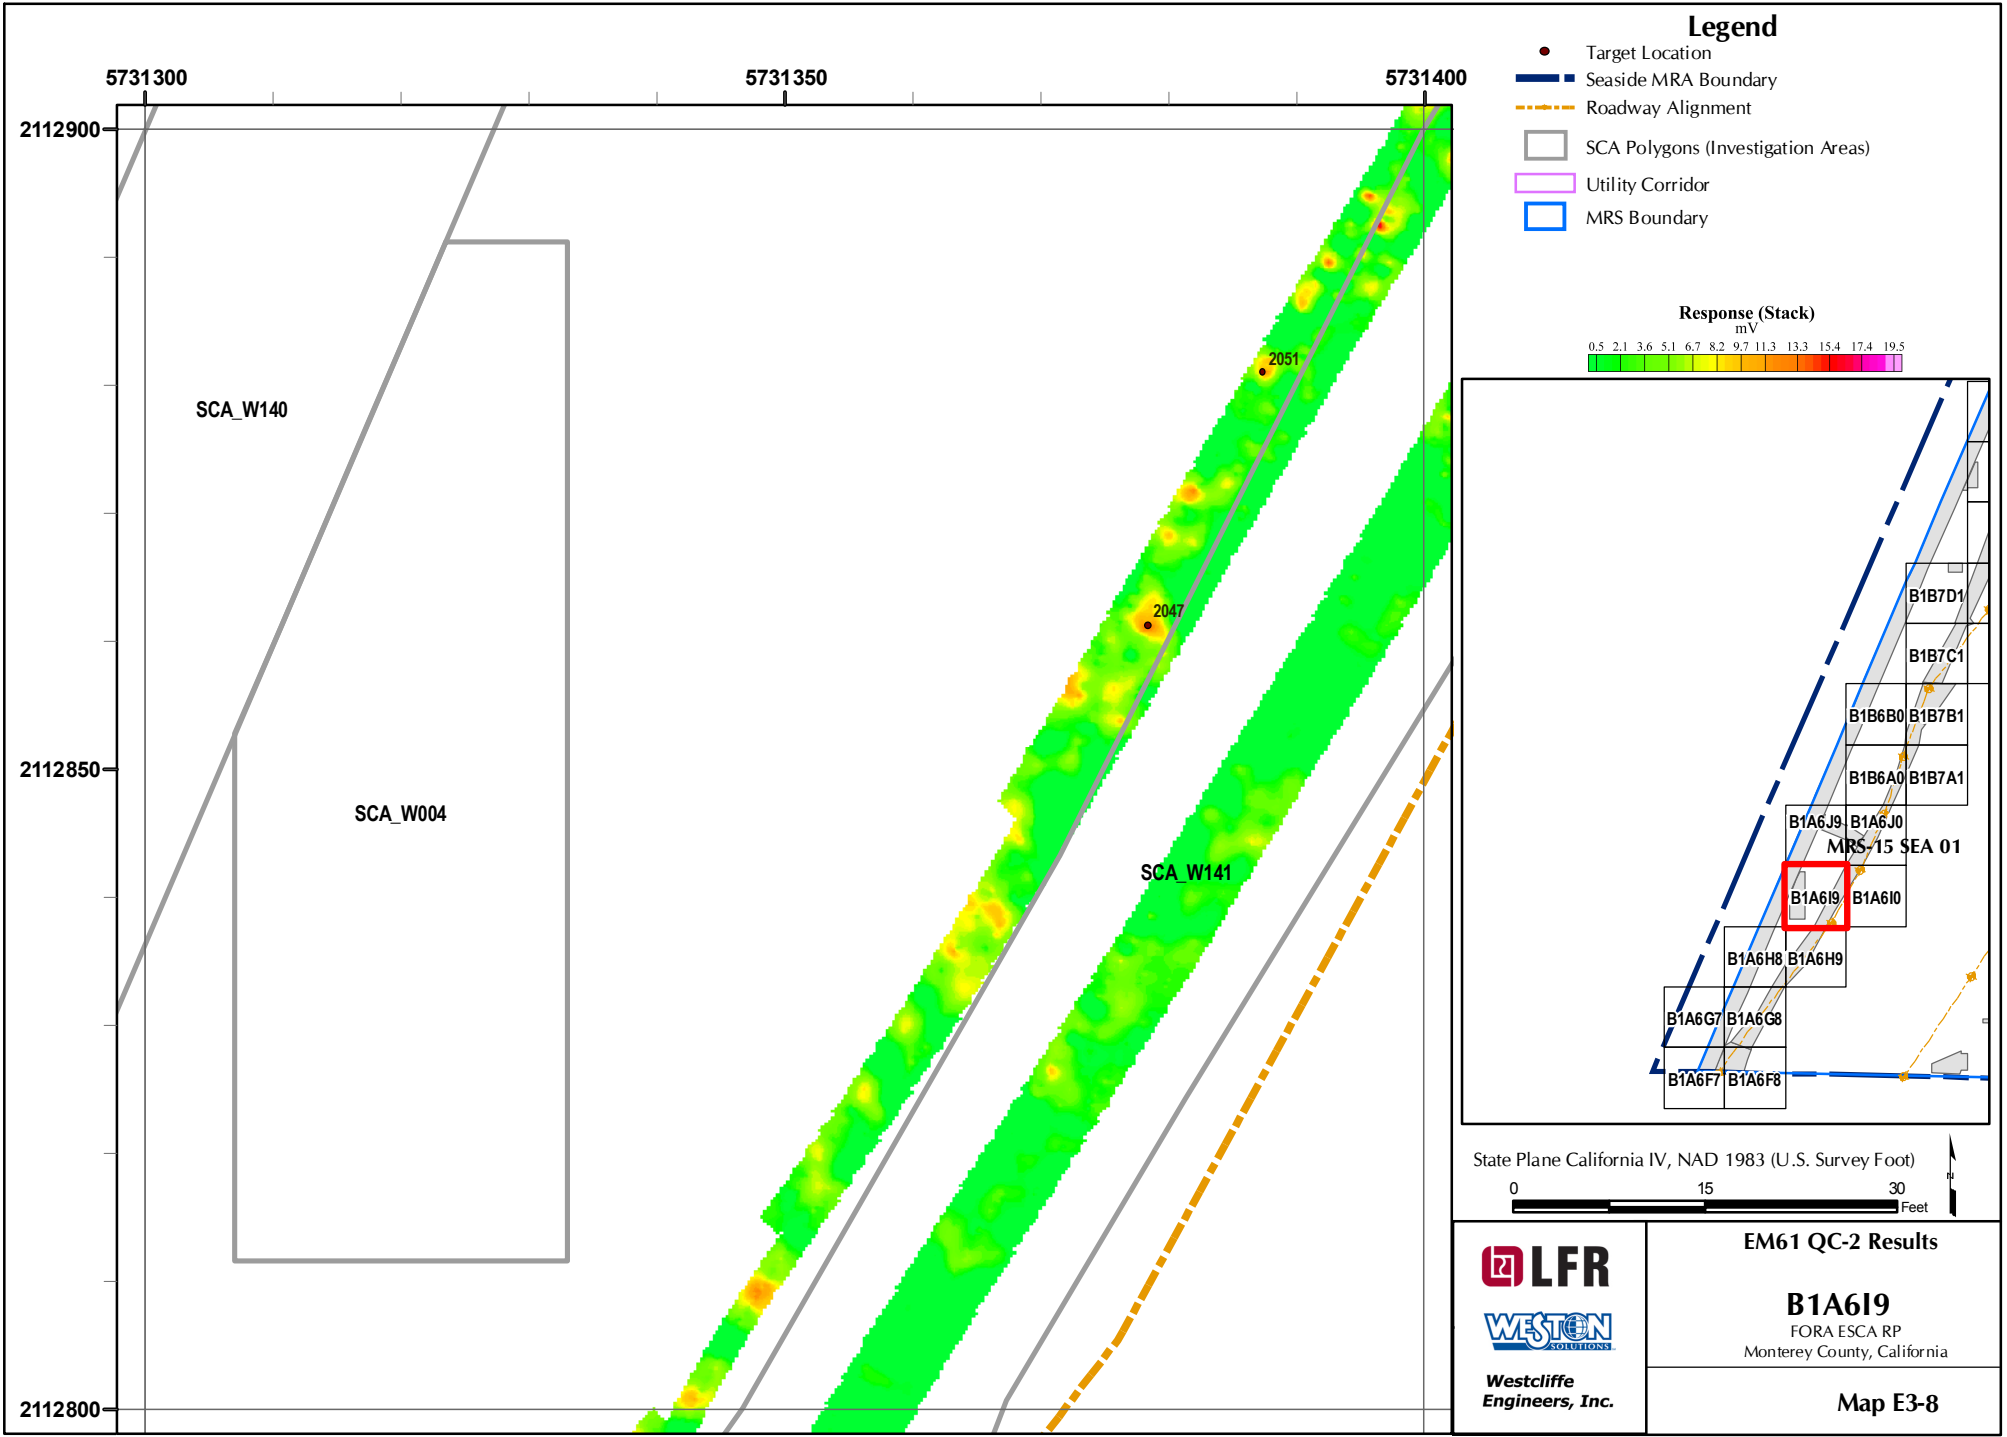 Legend
Target Location
Seaside MRA Boundary
Roadway Alignment
SCA Polygons (Investigation Areas)
Utility Corridor
MRS Boundary
5731300
5731350
5731400
2112900
2112850
2112800
SCA_W140
SCA_W004
SCA_W141
2051
2047
Response (Stack)
mV
0.5 2.1 3.6 5.1 6.7 8.2 9.7 11.3 13.3 15.4 17.4 19.5
B1B7D1
B1B7C1
B1B6B0 B1B7B1
B1B6A0 B1B7A1
B1A6J9 B1A6J0
MRS-15 SEA 01
B1A6I9 B1A6I0
B1A6H8 B1A6H9
B1A6G7 B1A6G8
B1A6F7 B1A6F8
State Plane California IV, NAD 1983 (U.S. Survey Foot)
0 15 30
Feet
N
LFR
WESTON
SOLUTIONS
Westcliffe
Engineers, Inc.
EM61 QC-2 Results
B1A6I9
FORA ESCA RP
Monterey County, California
Map E3-8